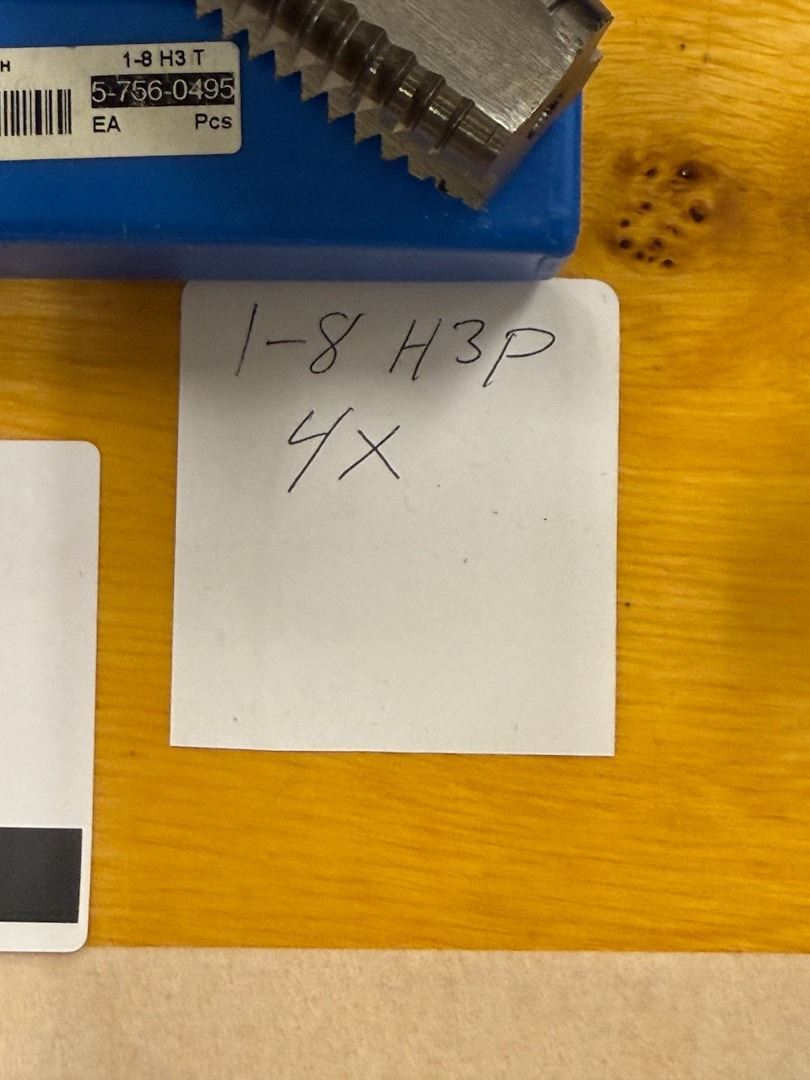 H
1-8 H3 T
5-756-0495
EA Pcs
1-8 H3P
4X